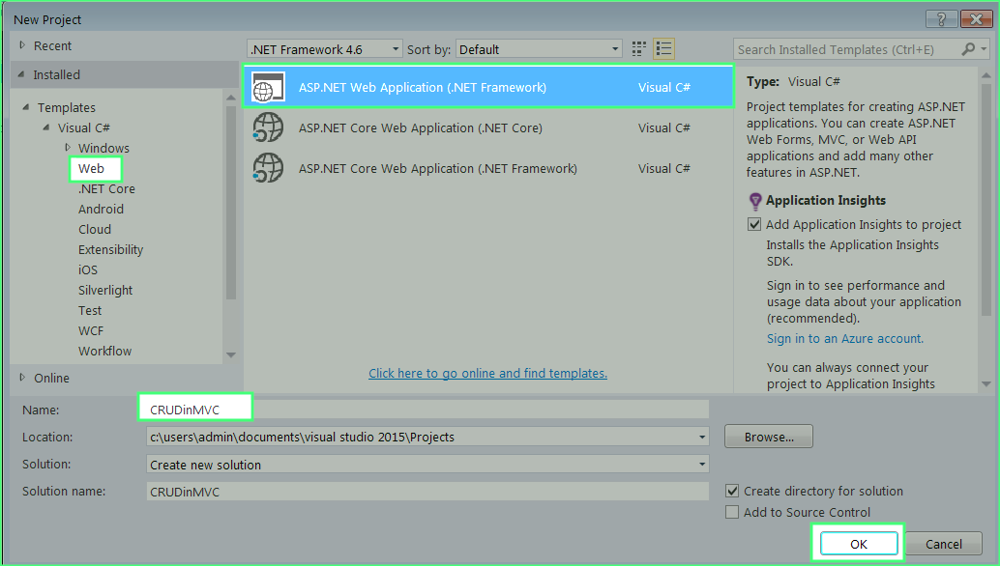 New Project
Recent
Installed
Templates
Visual C#
Windows
Web
.NET Core
Android
Cloud
Extensibility
iOS
Silverlight
Test
WCF
Workflow
Online
.NET Framework 4.6
Sort by: Default
Search Installed Templates (Ctrl+E)
ASP.NET Web Application (.NET Framework) Visual C#
ASP.NET Core Web Application (.NET Core) Visual C#
ASP.NET Core Web Application (.NET Framework) Visual C#
Click here to go online and find templates.
Type: Visual C#
Project templates for creating ASP.NET
applications. You can create ASP.NET
Web Forms, MVC, or Web API
applications and add many other
features in ASP.NET.
Application Insights
Add Application Insights to project
Installs the Application Insights
SDK.
Sign in to see performance and
usage data about your application
(recommended).
Sign in to an Azure account.
You can always connect your
project to Application Insights
Name: CRUDinMVC
Location: c:\users\admin\documents\visual studio 2015\Projects
Browse...
Solution: Create new solution
Solution name: CRUDinMVC
Create directory for solution
Add to Source Control
OK
Cancel